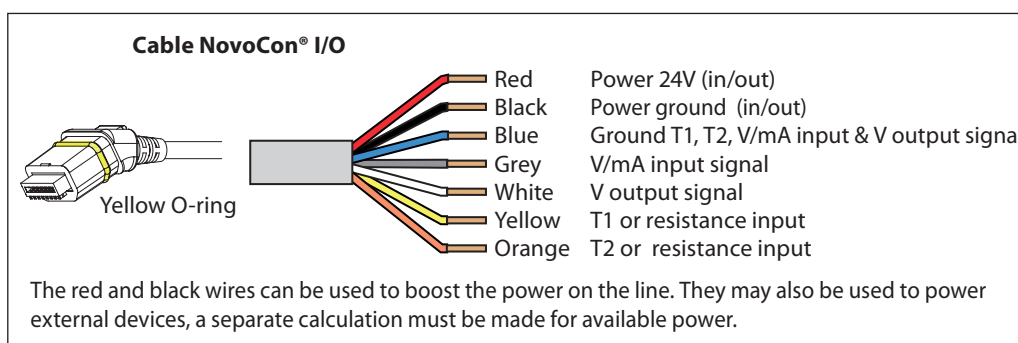 Cable NovoCon® I/O
Red Power 24V (in/out)
Black Power ground (in/out)
Blue Ground T1, T2, V/mA input & V output signa
Grey V/mA input signal
White V output signal
Yellow T1 or resistance input
Orange T2 or resistance input
Yellow O-ring
The red and black wires can be used to boost the power on the line. They may also be used to power
external devices, a separate calculation must be made for available power.